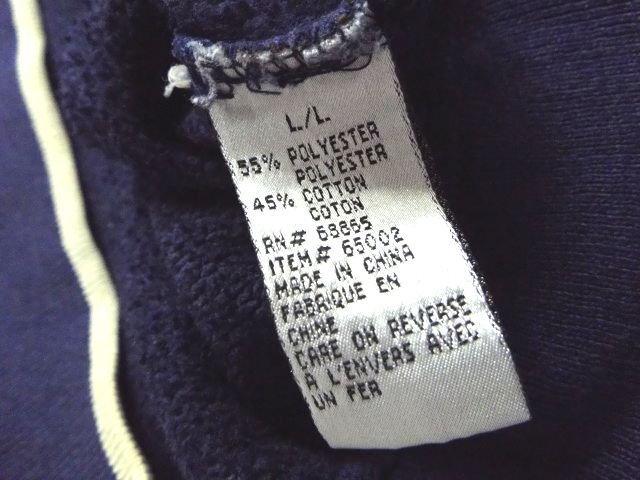 L./L.
55% POLYESTER
POLYESTER
45% COTTON
COTON
RN# 58865
ITEM# 65002
MADE IN CHINA
FABRIQUE EN
CHINE
CARE ON REVERSE
A L'ENVERS AVEC
UN FER